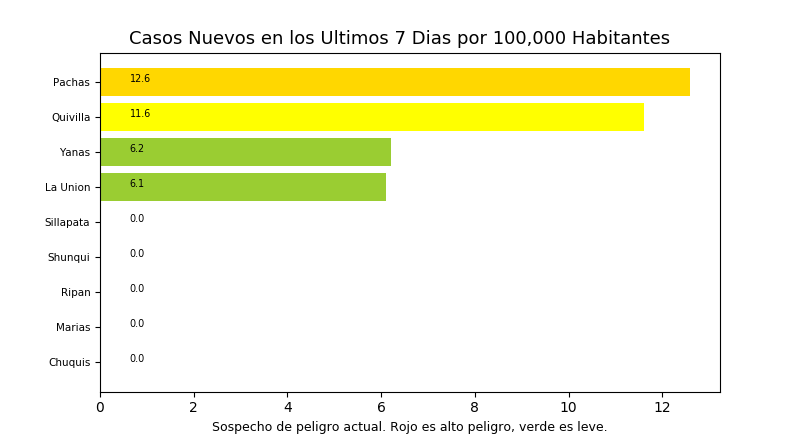 Casos Nuevos en los Ultimos 7 Dias por 100,000 Habitantes
Pachas 12.6
Quivilla 11.6
Yanas 6.2
La Union 6.1
Sillapata 0.0
Shunqui 0.0
Ripan 0.0
Marias 0.0
Chuquis 0.0
0 2 4 6 8 10 12
Sospecho de peligro actual. Rojo es alto peligro, verde es leve.